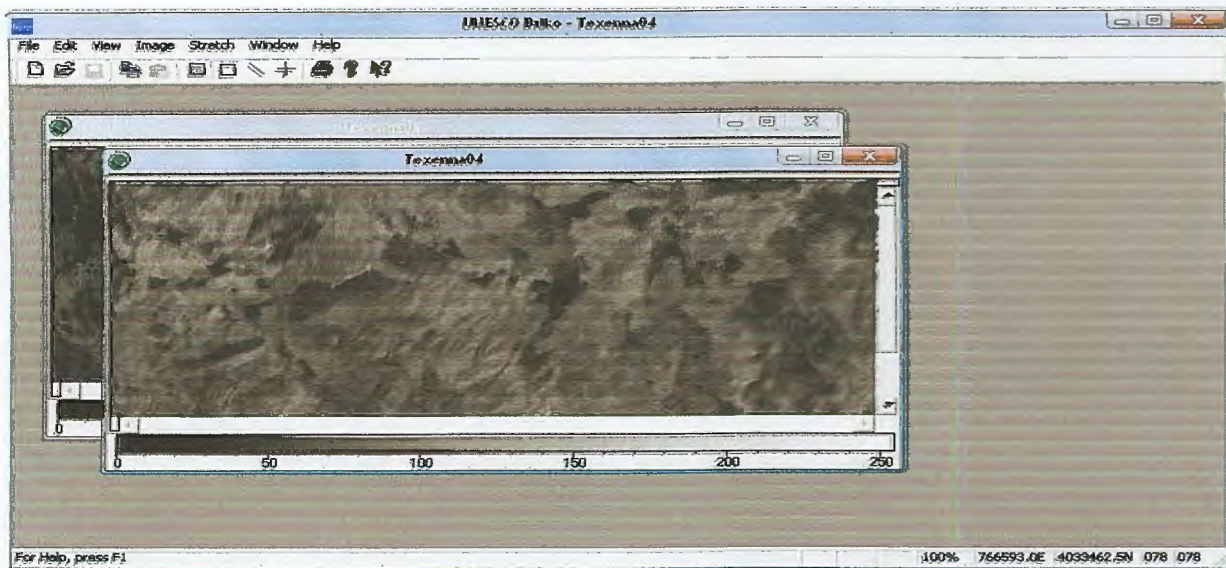 UNESCO Bilko - Texenna04
File Edit View Image Stretch Window Help
Texenna04
0
0 50 100 150 200 250
For Help, press F1 100% 766593.0E 4033462.5N 078 078